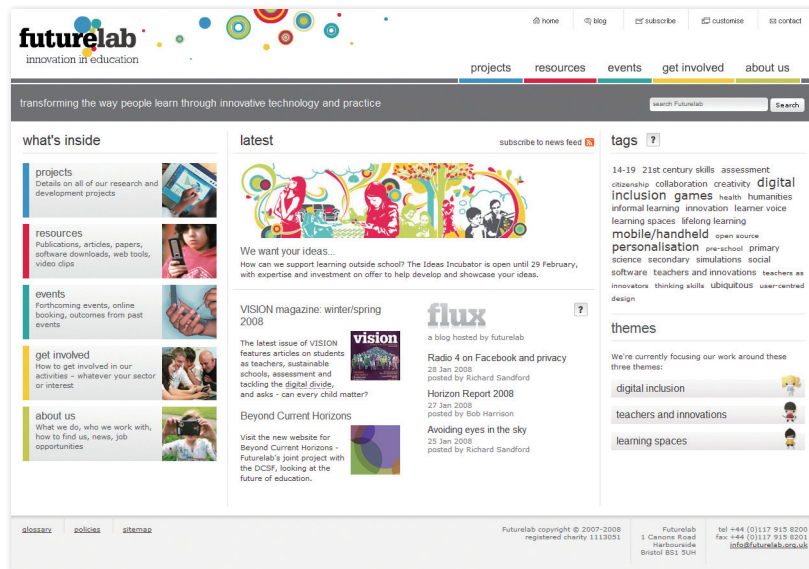 futurelab
innovation in education
home
blog
subscribe
customise
contact
projects
resources
events
get involved
about us
transforming the way people learn through innovative technology and practice
search Futurelab
Search
what's inside
projects
Details on all of our research and
development projects
resources
Publications, articles, papers,
software downloads, web tools,
video clips
events
Forthcoming events, online
booking, outcomes from past
events
get involved
How to get involved in our
activities – whatever your sector
or interest
about us
What we do, who we work with,
how to find us, news, job
opportunities
latest
subscribe to news feed
We want your ideas...
How can we support learning outside school? The Ideas Incubator is open until 29 February,
with expertise and investment on offer to help develop and showcase your ideas.
VISION magazine: winter/spring
2008
The latest issue of VISION
features articles on students
as teachers, sustainable
schools, assessment and
tackling the digital divide,
and asks - can every child matter?
vision
Beyond Current Horizons
Visit the new website for
Beyond Current Horizons -
Futurelab's joint project with
the DCSF, looking at the
future of education.
flux
?
a blog hosted by futurelab
Radio 4 on Facebook and privacy
28 Jan 2008
posted by Richard Sandford
Horizon Report 2008
27 Jan 2008
posted by Bob Harrison
Avoiding eyes in the sky
25 Jan 2008
posted by Richard Sandford
tags ?
14-19 21st century skills assessment
citizenship collaboration creativity digital
inclusion games health humanities
informal learning innovation learner voice
learning spaces lifelong learning
mobile/handheld open source
personalisation pre-school primary
science secondary simulations social
software teachers and innovations teachers as
innovators thinking skills ubiquitous user-centred
design
themes
We're currently focusing our work around these
three themes:
digital inclusion
teachers and innovations
learning spaces
glossary
policies
sitemap
Futurelab copyright © 2007-2008
registered charity 1113051
Futurelab
1 Canons Road
Harbourside
Bristol BS1 5UH
tel +44 (0)117 915 8200
fax +44 (0)117 915 8201
info@futurelab.org.uk